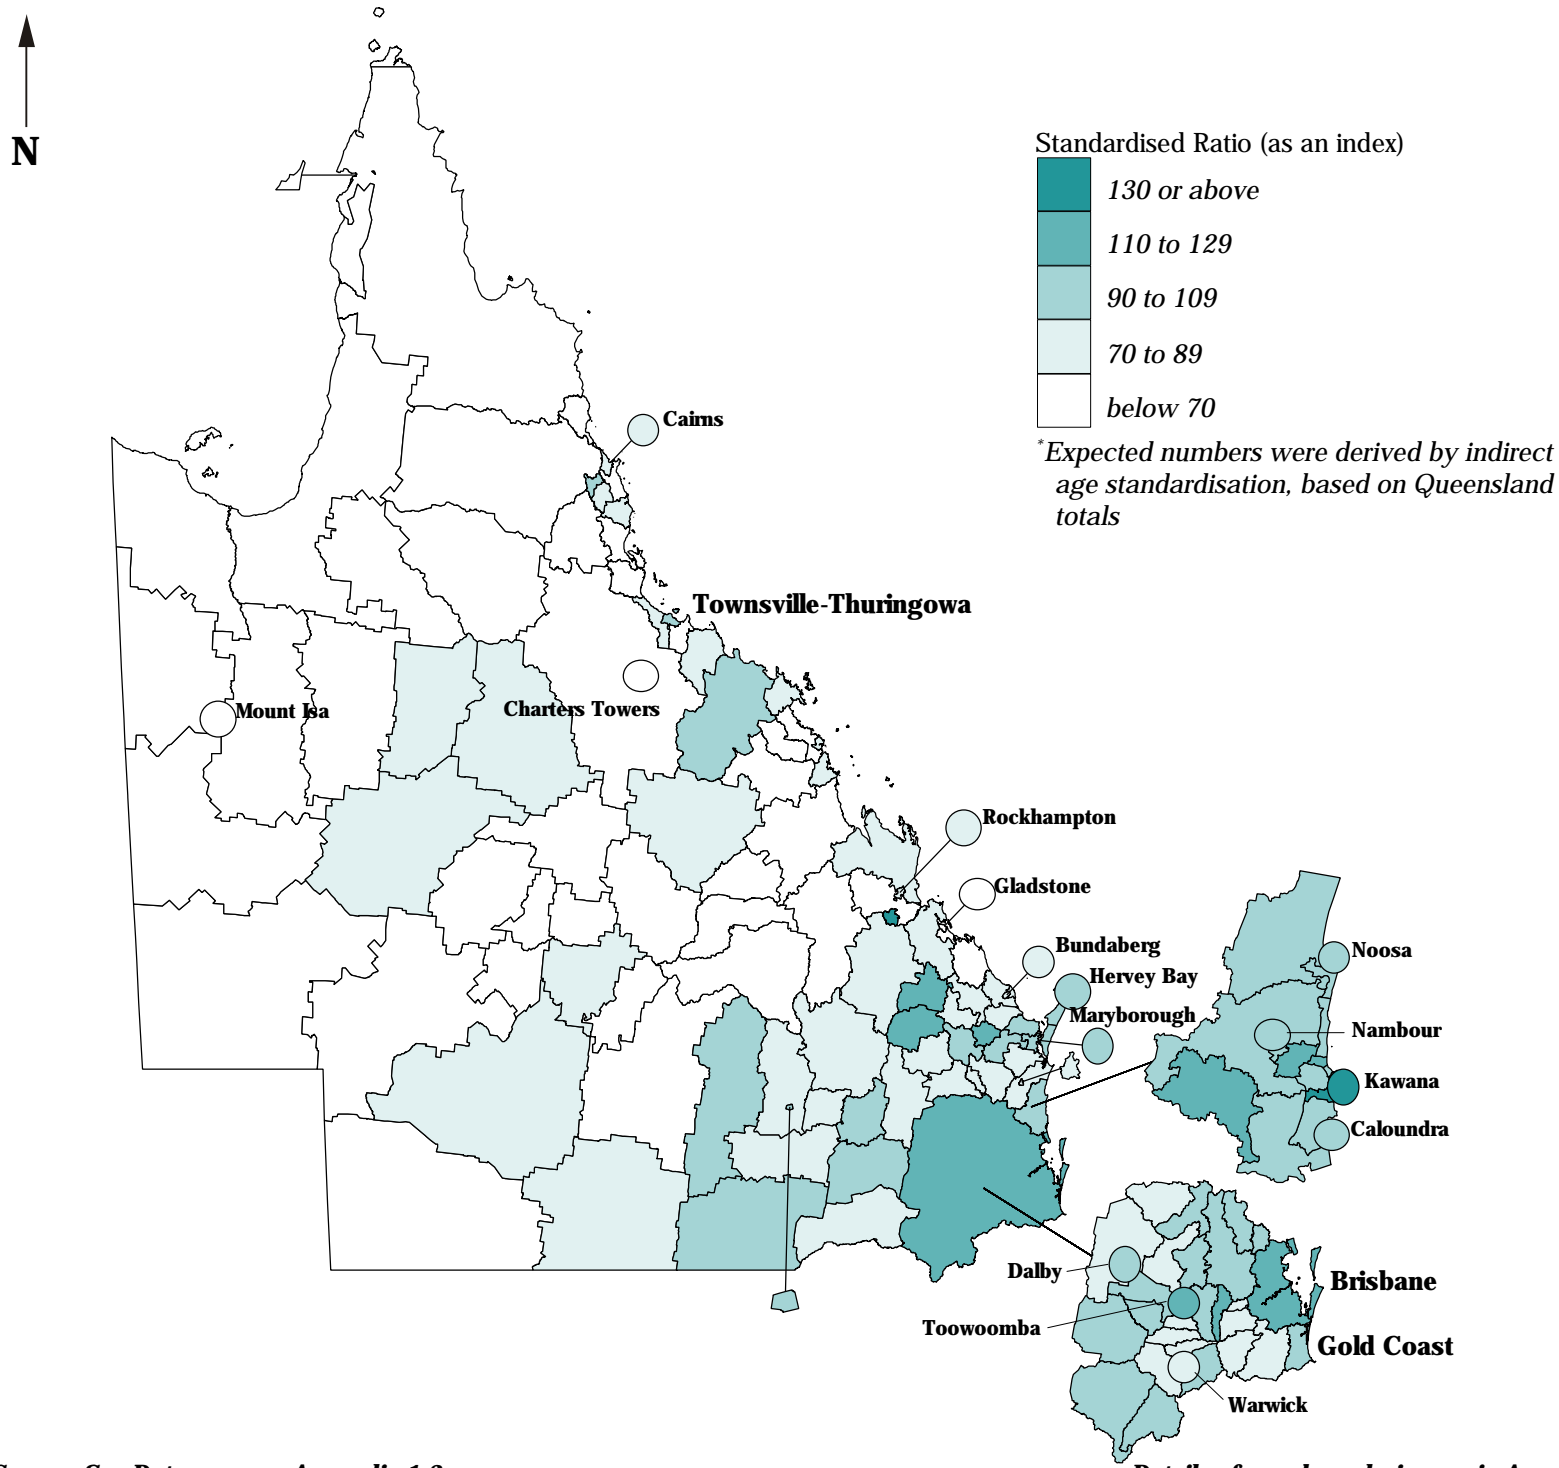 N
Standardised Ratio (as an index)
130 or above
110 to 129
90 to 109
70 to 89
below 70
*Expected numbers were derived by indirect
age standardisation, based on Queensland
totals
Cairns
Townsville-Thuringowa
Mount Isa
Charters Towers
Rockhampton
Gladstone
Bundaberg
Hervey Bay
Maryborough
Noosa
Nambour
Kawana
Caloundra
Dalby
Toowoomba
Brisbane
Gold Coast
Warwick